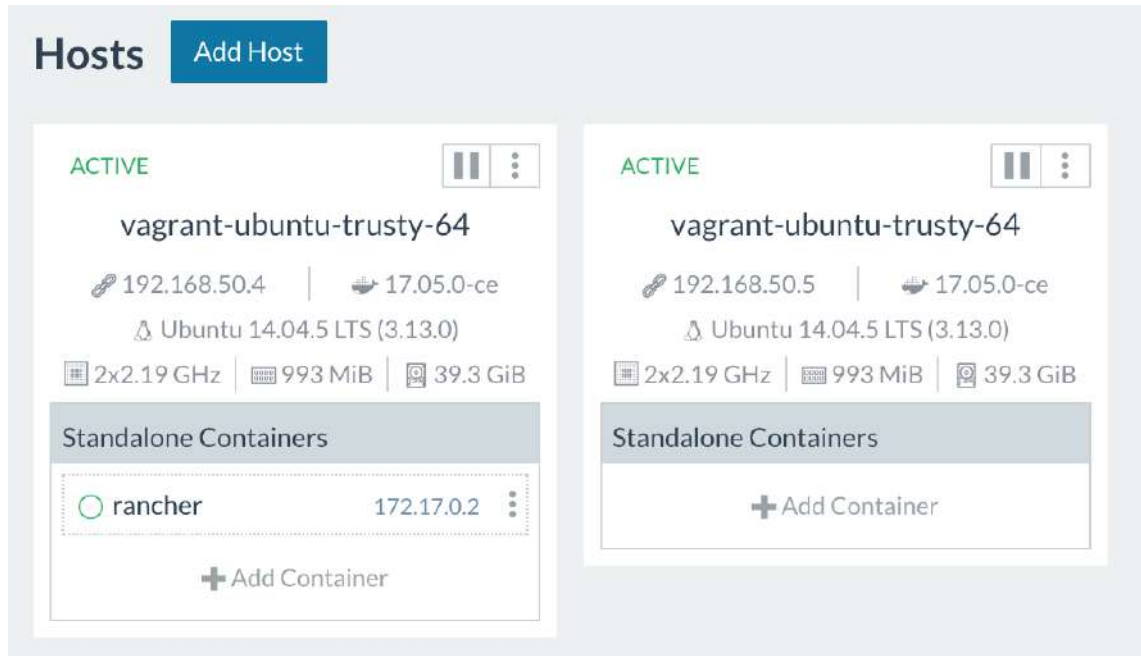 Hosts Add Host
ACTIVE
vagrant-ubuntu-trusty-64
192.168.50.4 17.05.0-ce
Ubuntu 14.04.5 LTS (3.13.0)
2x2.19 GHz 993 MiB 39.3 GiB
Standalone Containers
rancher 172.17.0.2
Add Container
ACTIVE
vagrant-ubuntu-trusty-64
192.168.50.5 17.05.0-ce
Ubuntu 14.04.5 LTS (3.13.0)
2x2.19 GHz 993 MiB 39.3 GiB
Standalone Containers
Add Container